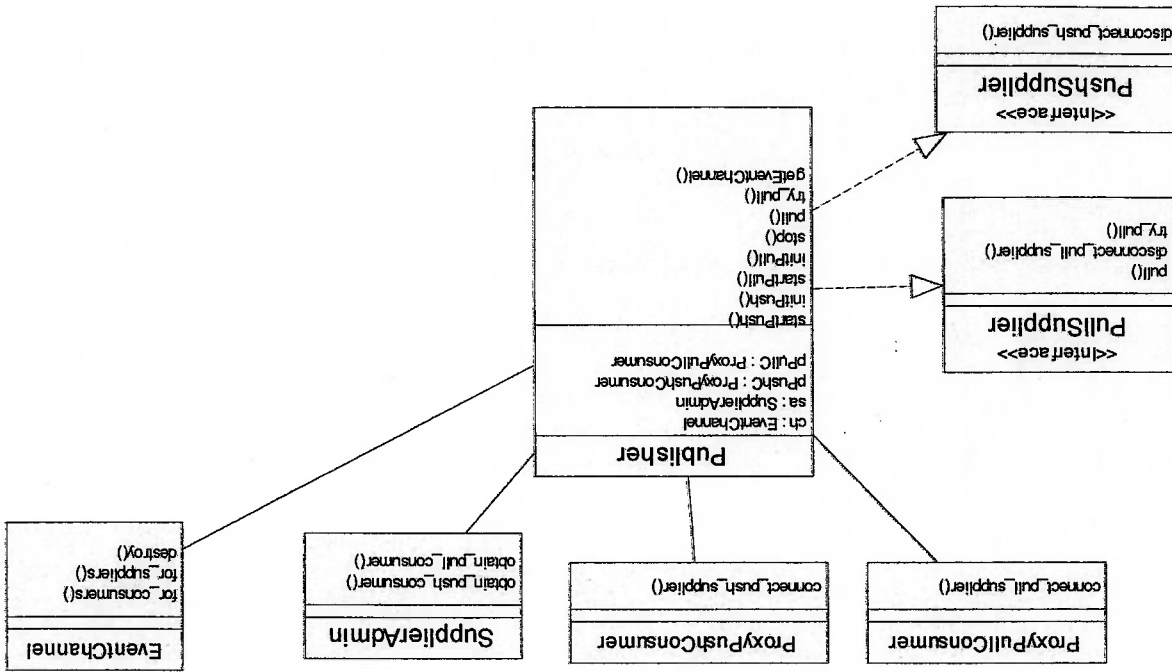 ProxyPullConsumer
connect_pull_supplier()
ProxyPushConsumer
connect_push_supplier()
SupplierAdmin
obtain_push_consumer()
obtain_pull_consumer()
EventChannel
for_consumers()
for_suppliers()
destroy()
Publisher
ch : EventChannel
sa : SupplierAdmin
pPushC : ProxyPushConsumer
pPullC : ProxyPullConsumer
startPush()
initPush()
startPull()
initPull()
stop()
pull()
try_pull()
getEventChannel()
<<Interface>>
PullSupplier
pull()
disconnect_pull_supplier()
try_pull()
<<Interface>>
PushSupplier
disconnect_push_supplier()